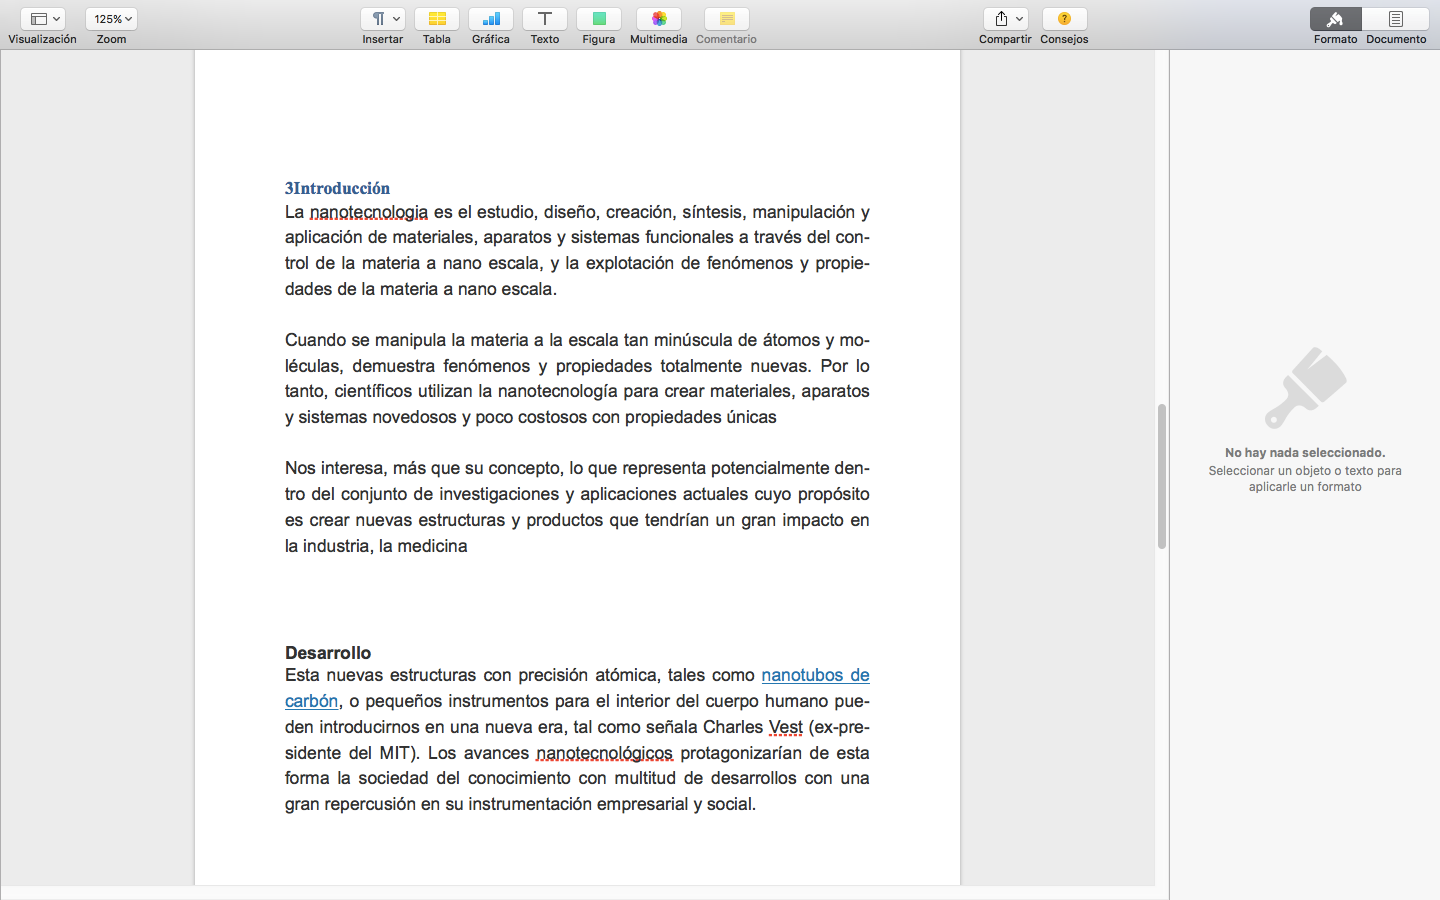 125%
Visualización
Zoom
Insertar
Tabla
Gráfica
Texto
Figura
Multimedia
Comentario
Compartir
Consejos
Formato
Documento
3Introducción
La nanotecnologia es el estudio, diseño, creación, síntesis, manipulación y
aplicación de materiales, aparatos y sistemas funcionales a través del con-
trol de la materia a nano escala, y la explotación de fenómenos y propie-
dades de la materia a nano escala.
Cuando se manipula la materia a la escala tan minúscula de átomos y mo-
léculas, demuestra fenómenos y propiedades totalmente nuevas. Por lo
tanto, científicos utilizan la nanotecnología para crear materiales, aparatos
y sistemas novedosos y poco costosos con propiedades únicas
Nos interesa, más que su concepto, lo que representa potencialmente den-
tro del conjunto de investigaciones y aplicaciones actuales cuyo propósito
es crear nuevas estructuras y productos que tendrían un gran impacto en
la industria, la medicina
Desarrollo
Esta nuevas estructuras con precisión atómica, tales como nanotubos de
carbón, o pequeños instrumentos para el interior del cuerpo humano pue-
den introducirnos en una nueva era, tal como señala Charles Vest (ex-pre-
sidente del MIT). Los avances nanotecnológicos protagonizarían de esta
forma la sociedad del conocimiento con multitud de desarrollos con una
gran repercusión en su instrumentación empresarial y social.
No hay nada seleccionado.
Seleccionar un objeto o texto para
aplicarle un formato